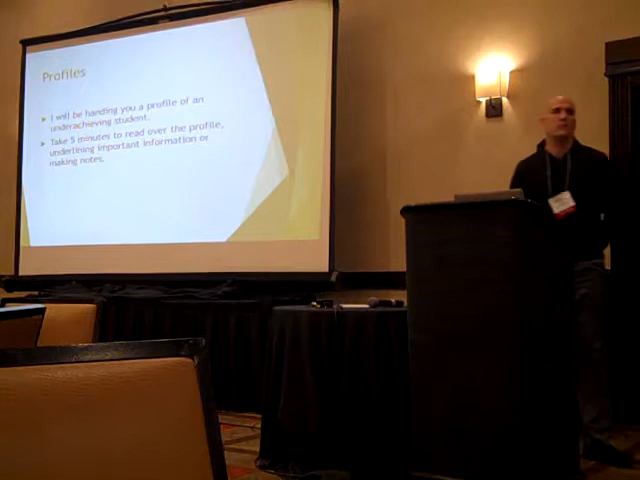 Profiles
I will be handing you a profile of an
underachieving student.
Take 5 minutes to read over the profile,
underlining important information or
making notes.